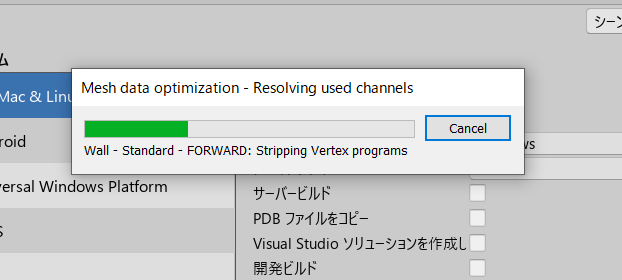 シーン
ム
Mac & Linu
Mesh data optimization - Resolving used channels
Cancel
Wall - Standard - FORWARD: Stripping Vertex programs
roid
ws
ersal Windows Platform
S
サーバービルド
PDB ファイルをコピー
Visual Studio ソリューションを作成し
開発ビルド